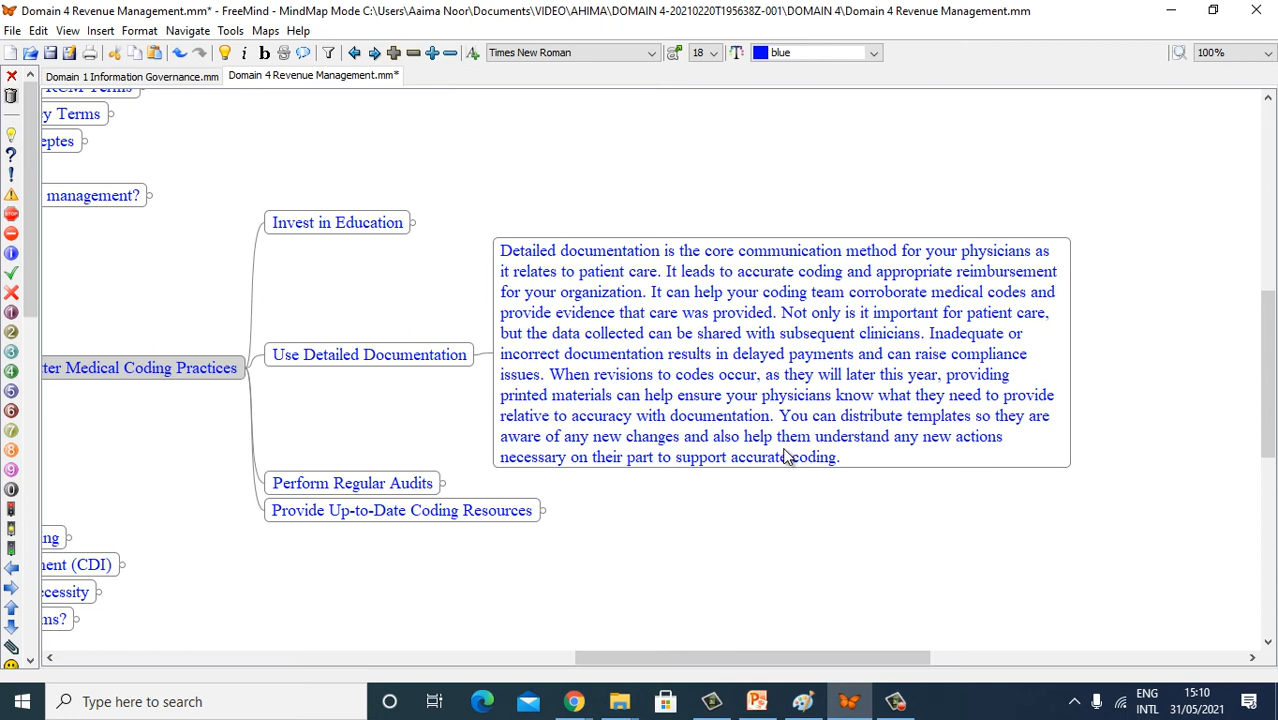 Domain 4 Revenue Management.mm* - FreeMind - MindMap Mode C:\Users\Aaima Noor\Documents\VIDEO\AHIMA\DOMAIN 4-20210220T195638Z-001\DOMAIN 4\Domain 4 Revenue Management.mm
File Edit View Insert Format Navigate Tools Maps Help
Times New Roman 18 blue 100%
Domain 1 Information Governance.mm Domain 4 Revenue Management.mm*
RCM Terms
y Terms
eptes
management?
Invest in Education
Detailed documentation is the core communication method for your physicians as
it relates to patient care. It leads to accurate coding and appropriate reimbursement
for your organization. It can help your coding team corroborate medical codes and
provide evidence that care was provided. Not only is it important for patient care,
but the data collected can be shared with subsequent clinicians. Inadequate or
incorrect documentation results in delayed payments and can raise compliance
issues. When revisions to codes occur, as they will later this year, providing
printed materials can help ensure your physicians know what they need to provide
relative to accuracy with documentation. You can distribute templates so they are
aware of any new changes and also help them understand any new actions
necessary on their part to support accurate coding.
Use Detailed Documentation
ter Medical Coding Practices
Perform Regular Audits
Provide Up-to-Date Coding Resources
ng
ent (CDI)
cessity
ms?
Type here to search
ENG
INTL
15:10
31/05/2021